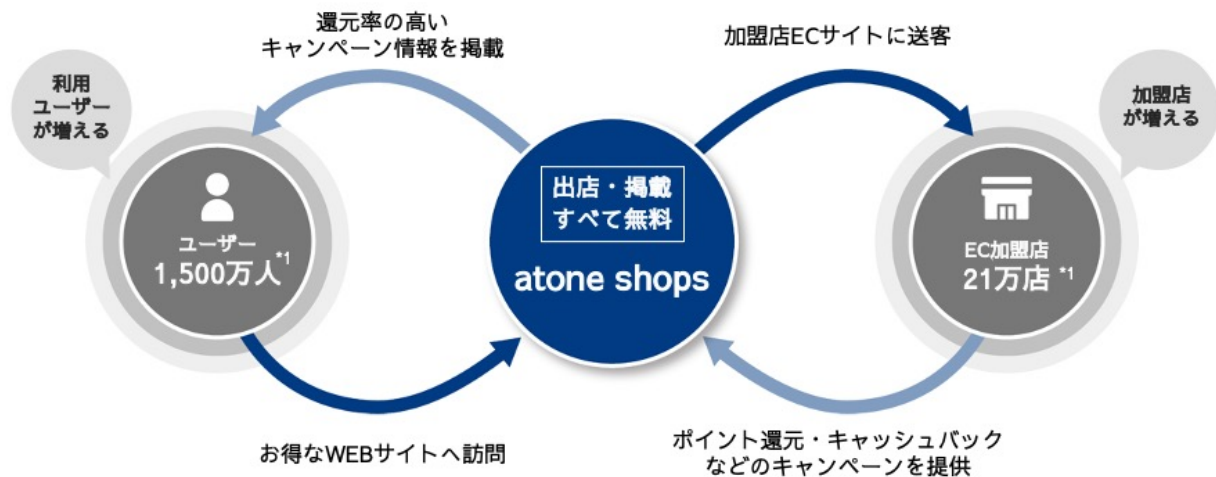 還元率の高い
キャンペーン情報を掲載
加盟店ECサイトに送客
利用
ユーザー
が増える
加盟店
が増える
出店・掲載
すべて無料
atone shops
ユーザー
1,500万人*1
EC加盟店
21万店 *1
お得なWEBサイトへ訪問
ポイント還元・キャッシュバック
などのキャンペーンを提供